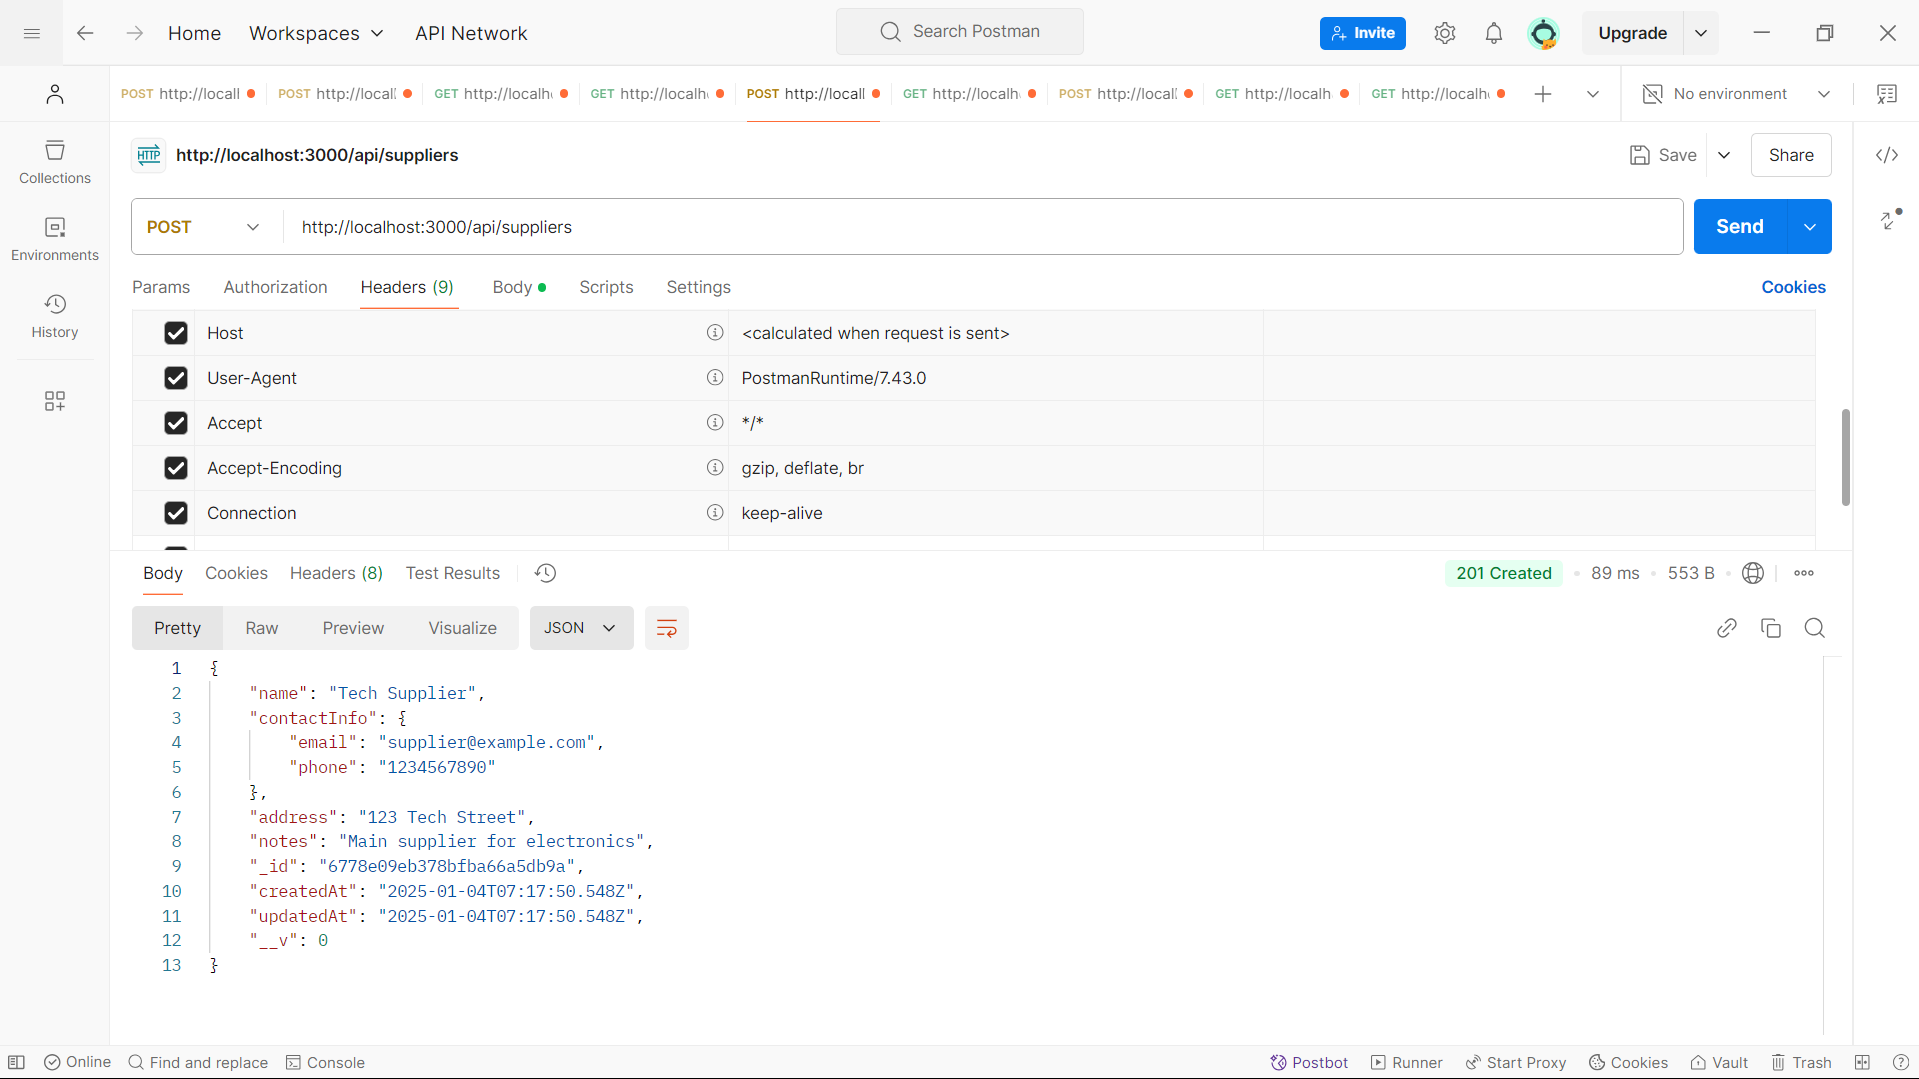 Home Workspaces API Network Search Postman Invite Upgrade
POST http://locall POST http://locall GET http://localh GET http://localh POST http://locall GET http://localh POST http://locall GET http://localh GET http://localh No environment
HTTP http://localhost:3000/api/suppliers Save Share
Collections
POST http://localhost:3000/api/suppliers Send
Environments
Params Authorization Headers (9) Body Scripts Settings Cookies
History
Host <calculated when request is sent>
User-Agent PostmanRuntime/7.43.0
Accept */*
Accept-Encoding gzip, deflate, br
Connection keep-alive
Body Cookies Headers (8) Test Results 201 Created 89 ms 553 B
Pretty Raw Preview Visualize JSON
1 {
2 "name": "Tech Supplier",
3 "contactInfo": {
4 "email": "supplier@example.com",
5 "phone": "1234567890"
6 },
7 "address": "123 Tech Street",
8 "notes": "Main supplier for electronics",
9 "_id": "6778e09eb378bfba66a5db9a",
10 "createdAt": "2025-01-04T07:17:50.548Z",
11 "updatedAt": "2025-01-04T07:17:50.548Z",
12 "__v": 0
13 }
Online Find and replace Console Postbot Runner Start Proxy Cookies Vault Trash